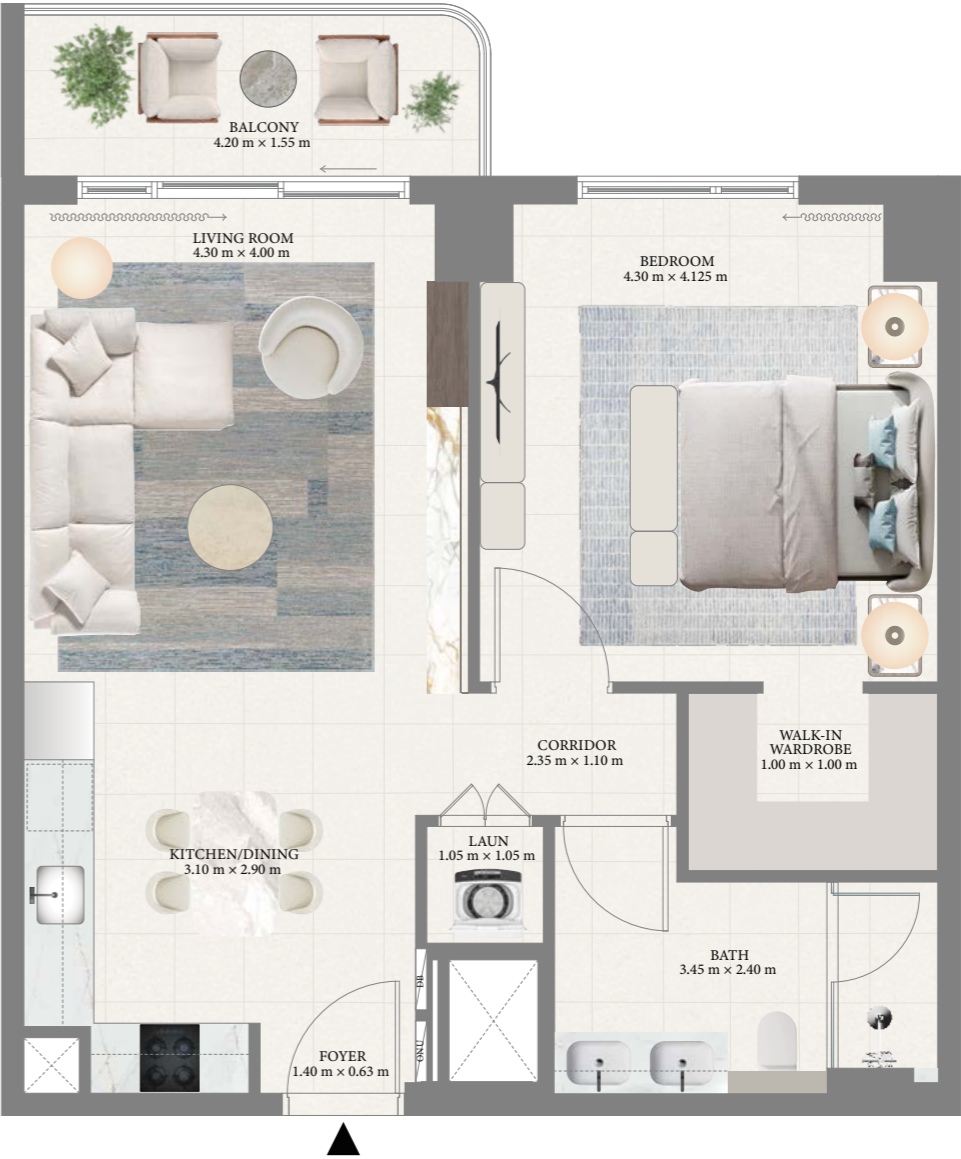 BALCONY
4.20 m × 1.55 m
LIVING ROOM
4.30 m × 4.00 m
BEDROOM
4.30 m × 4.125 m
CORRIDOR
2.35 m × 1.10 m
WALK-IN
WARDROBE
1.00 m × 1.00 m
LAUN
1.05 m × 1.05 m
KITCHEN/DINING
3.10 m × 2.90 m
BATH
3.45 m × 2.40 m
FOYER
1.40 m × 0.63 m